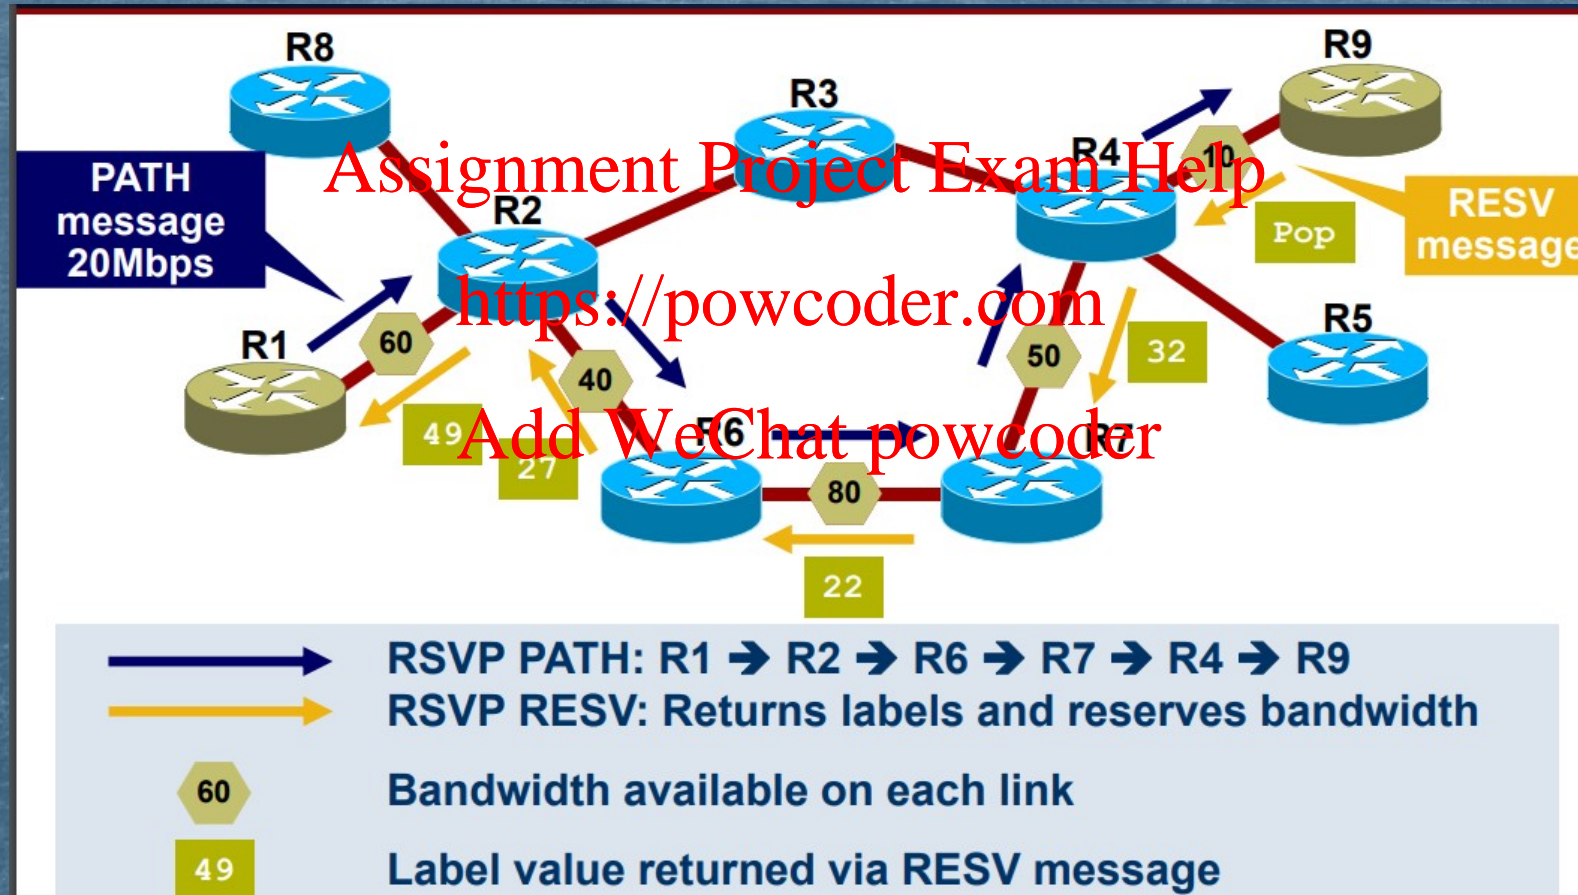 R8
R9
R3
Assignment Project Exam Help
R4
10
PATH
message
20Mbps
R2
RESV
message
Pop
https://powcoder.com
R1
60
40
50
32
R5
49
27
Add WeChat powcoder
R6
R7
80
22
RSVP PATH: R1 → R2 → R6 → R7 → R4 → R9
RSVP RESV: Returns labels and reserves bandwidth
60 Bandwidth available on each link
49 Label value returned via RESV message